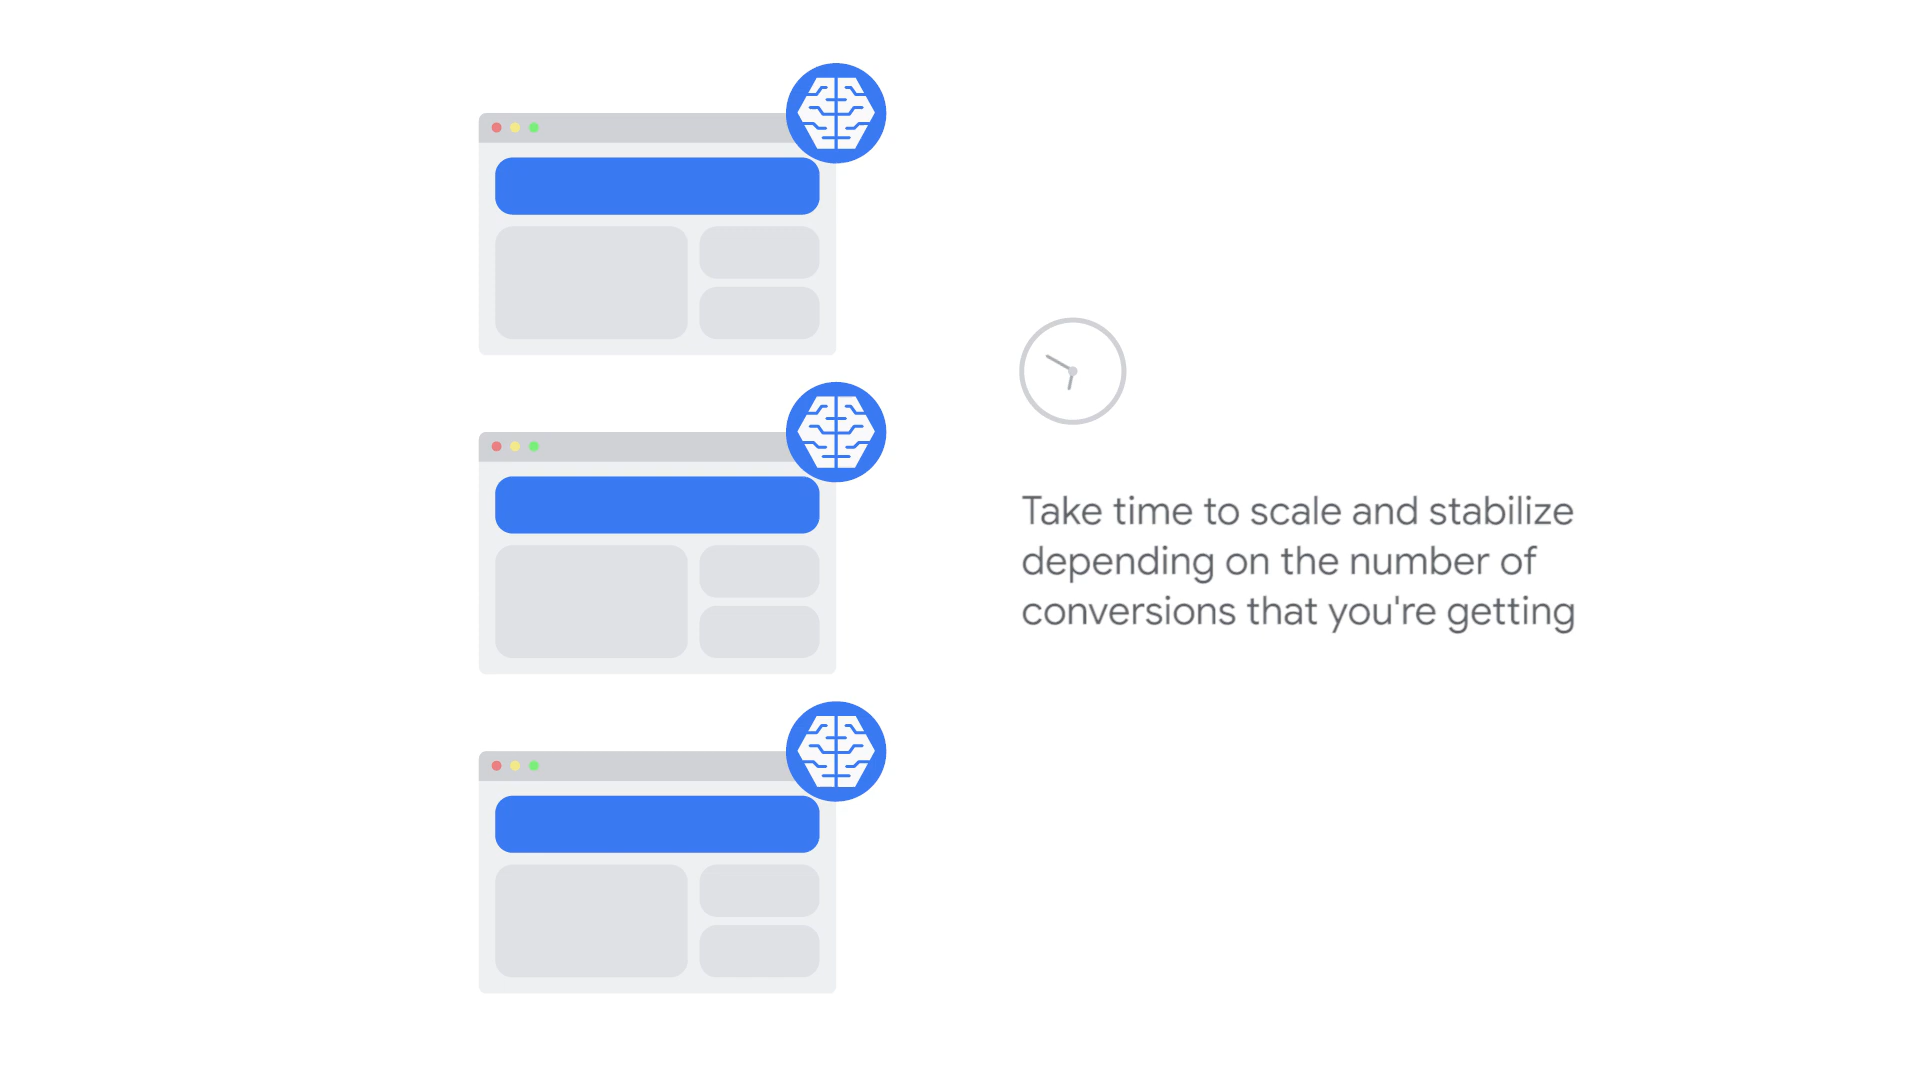 Take time to scale and stabilize
depending on the number of
conversions that you're getting